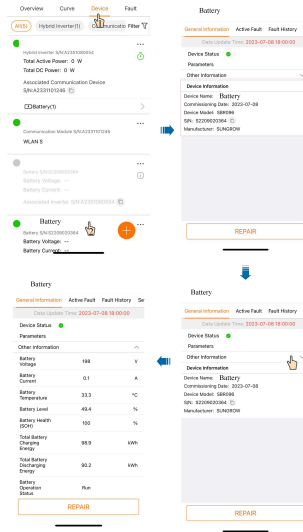 Overview Curve Device Fault
All(5) Hybrid Inverter(1) Communicatio Filter
Hybrid Inverter S/N:A2351000034
Total Active Power: 0 W
Total DC Power: 0 W
Associated Communication Device
S/N:A2331101246
Battery(1)
Communication Module S/N:A2331101246
WLAN S
Battery S/N:S2209020364
Battery Voltage: --
Battery Current: --
Associated Inverter S/N:A2351000034
Battery
Battery S/N:S2209020364
Battery Voltage: --
Battery Current: --
Battery
General Information Active Fault Fault History
Data Update Time: 2023-07-08 18:00:00
Device Status
Parameters
Other Information
Device Information
Device Name: Battery
Commissioning Date: 2023-07-08
Device Model: SBR096
S/N: S2209020364
Manufacturer: SUNGROW
REPAIR
Battery
General Information Active Fault Fault History
Data Update Time: 2023-07-08 18:00:00
Device Status
Parameters
Other Information
Device Information
Device Name: Battery
Commissioning Date: 2023-07-08
Device Model: SBR096
S/N: S2209020364
Manufacturer: SUNGROW
REPAIR
Battery
General Information Active Fault Fault History Se
Data Update Time: 2023-07-08 18:00:00
Device Status
Parameters
Other Information
Battery Voltage 198 V
Battery Current 0.1 A
Battery Temperature 33.3 °C
Battery Level 49.4 %
Battery Health (SOH) 100 %
Total Battery Charging Energy 98.9 kWh
Total Battery Discharging Energy 90.2 kWh
Battery Operation Status Run
REPAIR